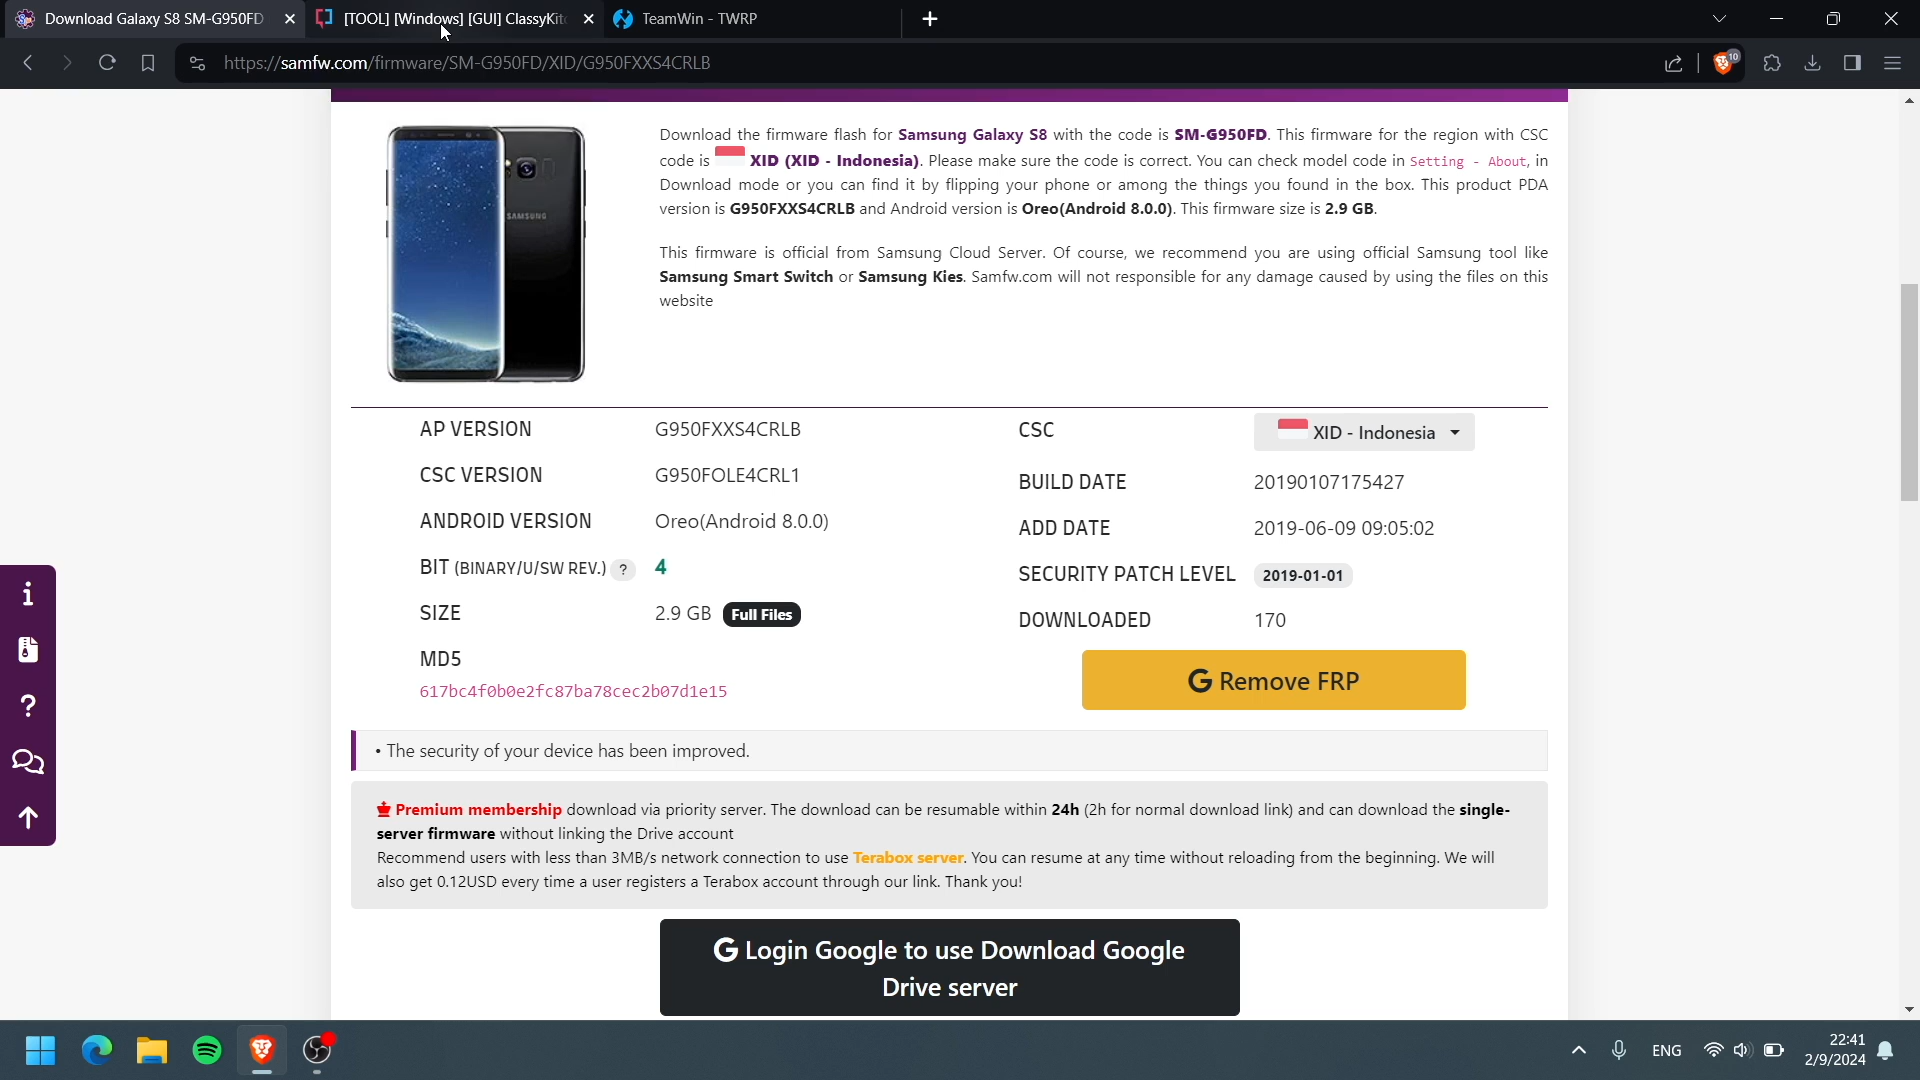 Download Galaxy S8 SM-G950FD
[TOOL] [Windows] [GUI] ClassyKit
TeamWin - TWRP
https://samfw.com/firmware/SM-G950FD/XID/G950FXXS4CRLB
10
Download the firmware flash for Samsung Galaxy S8 with the code is SM-G950FD. This firmware for the region with CSC
code is XID (XID - Indonesia). Please make sure the code is correct. You can check model code in Setting - About, in
Download mode or you can find it by flipping your phone or among the things you found in the box. This product PDA
version is G950FXXS4CRLB and Android version is Oreo(Android 8.0.0). This firmware size is 2.9 GB.
SAMSUNG
This firmware is official from Samsung Cloud Server. Of course, we recommend you are using official Samsung tool like
Samsung Smart Switch or Samsung Kies. Samfw.com will not responsible for any damage caused by using the files on this
website
AP VERSION G950FXXS4CRLB
CSC XID - Indonesia
CSC VERSION G950FOLE4CRL1
BUILD DATE 20190107175427
ANDROID VERSION Oreo(Android 8.0.0)
ADD DATE 2019-06-09 09:05:02
BIT (BINARY/U/SW REV.) ? 4
SECURITY PATCH LEVEL 2019-01-01
SIZE 2.9 GB Full Files
DOWNLOADED 170
MD5
617bc4f0b0e2fc87ba78cec2b07d1e15
G Remove FRP
• The security of your device has been improved.
Premium membership download via priority server. The download can be resumable within 24h (2h for normal download link) and can download the single-
server firmware without linking the Drive account
Recommend users with less than 3MB/s network connection to use Terabox server. You can resume at any time without reloading from the beginning. We will
also get 0.12USD every time a user registers a Terabox account through our link. Thank you!
G Login Google to use Download Google
Drive server
ENG
22:41
2/9/2024